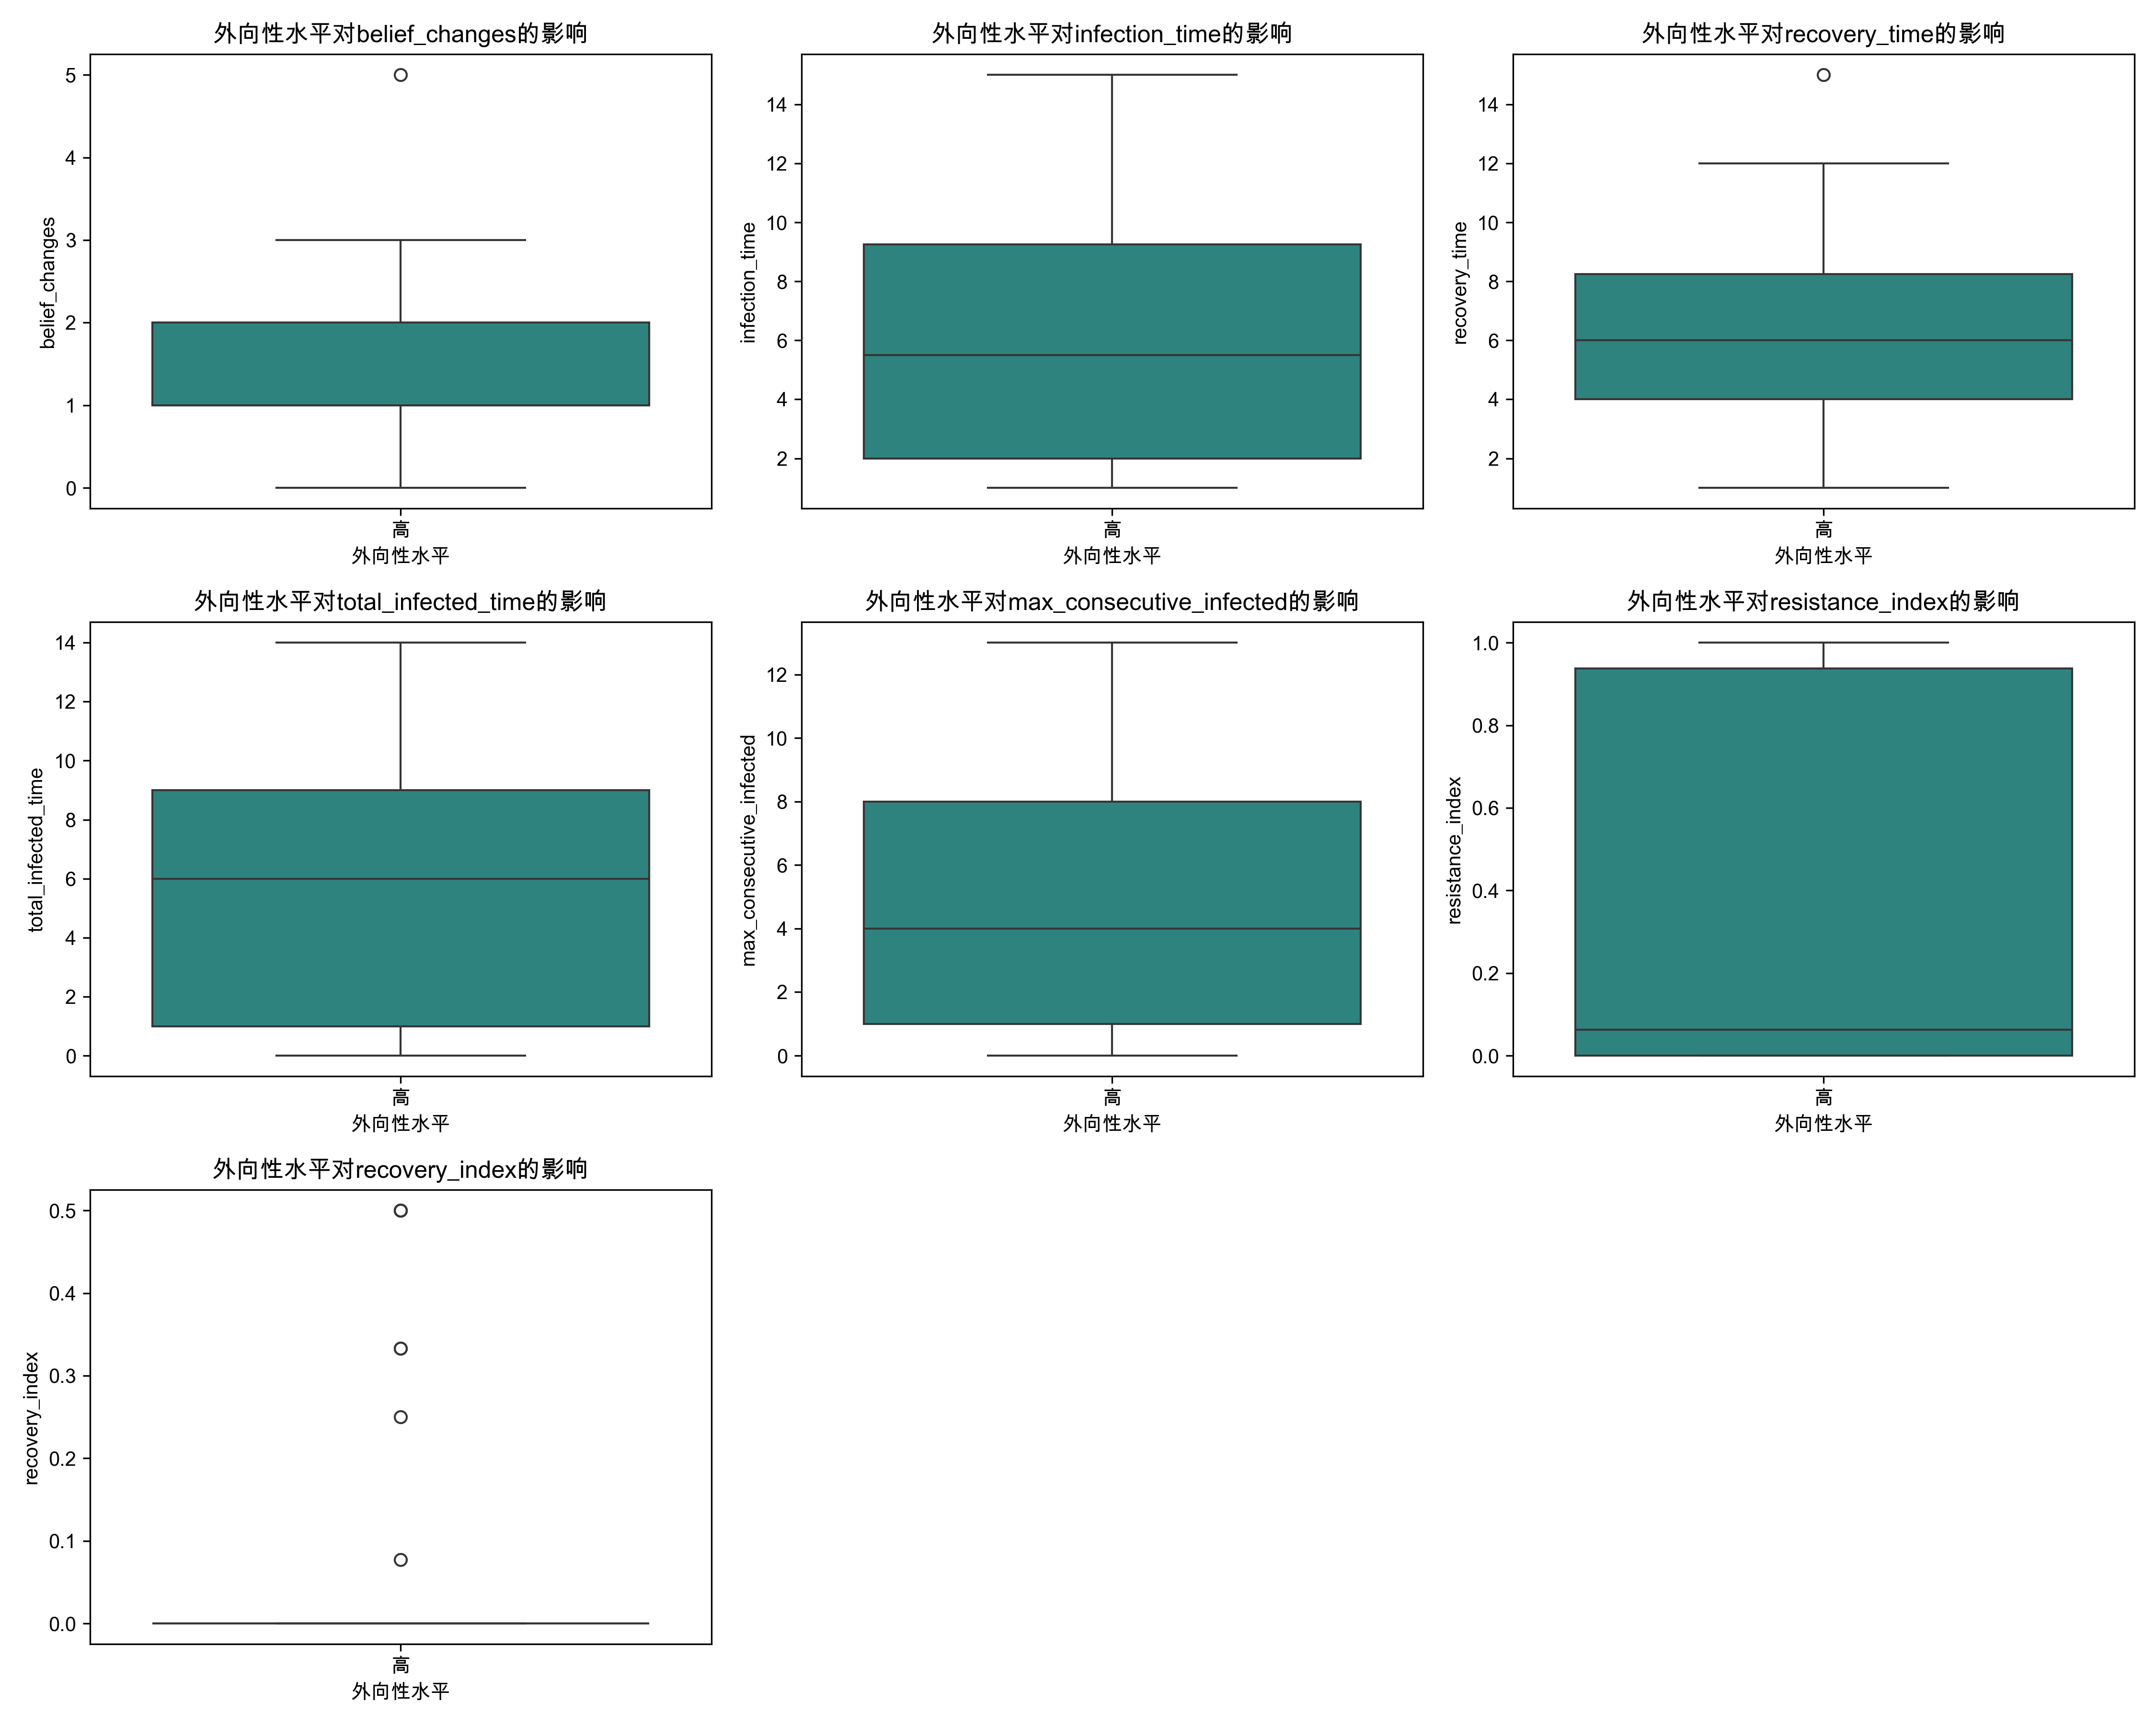 外向性水平对belief_changes的影响
belief_changes
5
4
3
2
1
0
高
外向性水平
外向性水平对infection_time的影响
infection_time
14
12
10
8
6
4
2
高
外向性水平
外向性水平对recovery_time的影响
recovery_time
14
12
10
8
6
4
2
高
外向性水平
外向性水平对total_infected_time的影响
total_infected_time
14
12
10
8
6
4
2
0
高
外向性水平
外向性水平对max_consecutive_infected的影响
max_consecutive_infected
12
10
8
6
4
2
0
高
外向性水平
外向性水平对resistance_index的影响
resistance_index
1.0
0.8
0.6
0.4
0.2
0.0
高
外向性水平
外向性水平对recovery_index的影响
recovery_index
0.5
0.4
0.3
0.2
0.1
0.0
高
外向性水平